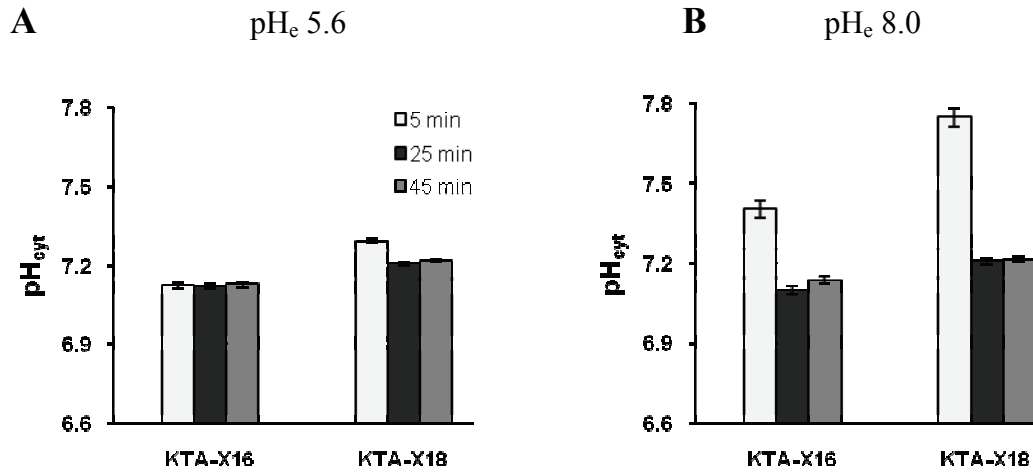 A
pHe 5.6
7.8
7.5
7.2
6.9
6.6
pHcyt
5 min
25 min
45 min
KTA-X16
KTA-X18
B
pHe 8.0
7.8
7.5
7.2
6.9
6.6
pHcyt
KTA-X16
KTA-X18